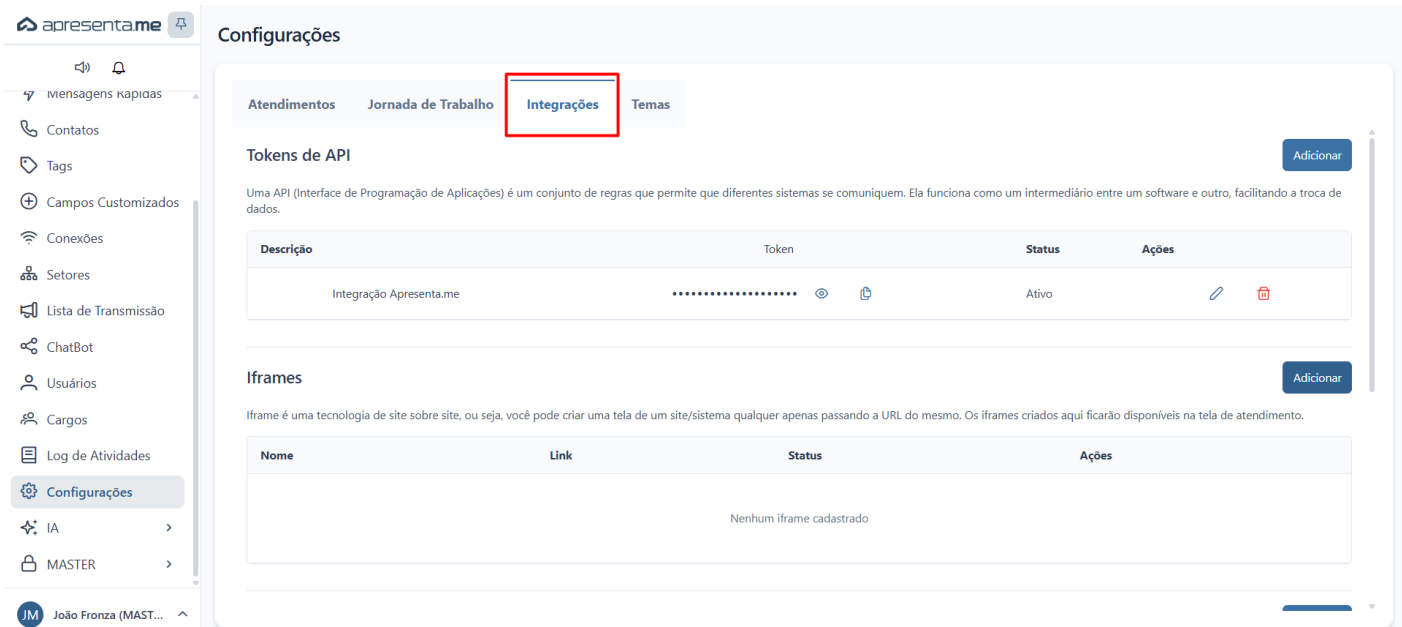 apresenta.me
Mensagens Rápidas
Contatos
Tags
Campos Customizados
Conexões
Setores
Lista de Transmissão
ChatBot
Usuários
Cargos
Log de Atividades
Configurações
IA
MASTER
JM João Fronza (MAST...
Configurações
Atendimentos Jornada de Trabalho Integrações Temas
Tokens de API Adicionar
Uma API (Interface de Programação de Aplicações) é um conjunto de regras que permite que diferentes sistemas se comuniquem. Ela funciona como um intermediário entre um software e outro, facilitando a troca de
dados.
Descrição Token Status Ações
Integração Apresenta.me •••••••••••••••••••• Ativo
Iframes Adicionar
Iframe é uma tecnologia de site sobre site, ou seja, você pode criar uma tela de um site/sistema qualquer apenas passando a URL do mesmo. Os iframes criados aqui ficarão disponíveis na tela de atendimento.
Nome Link Status Ações
Nenhum iframe cadastrado